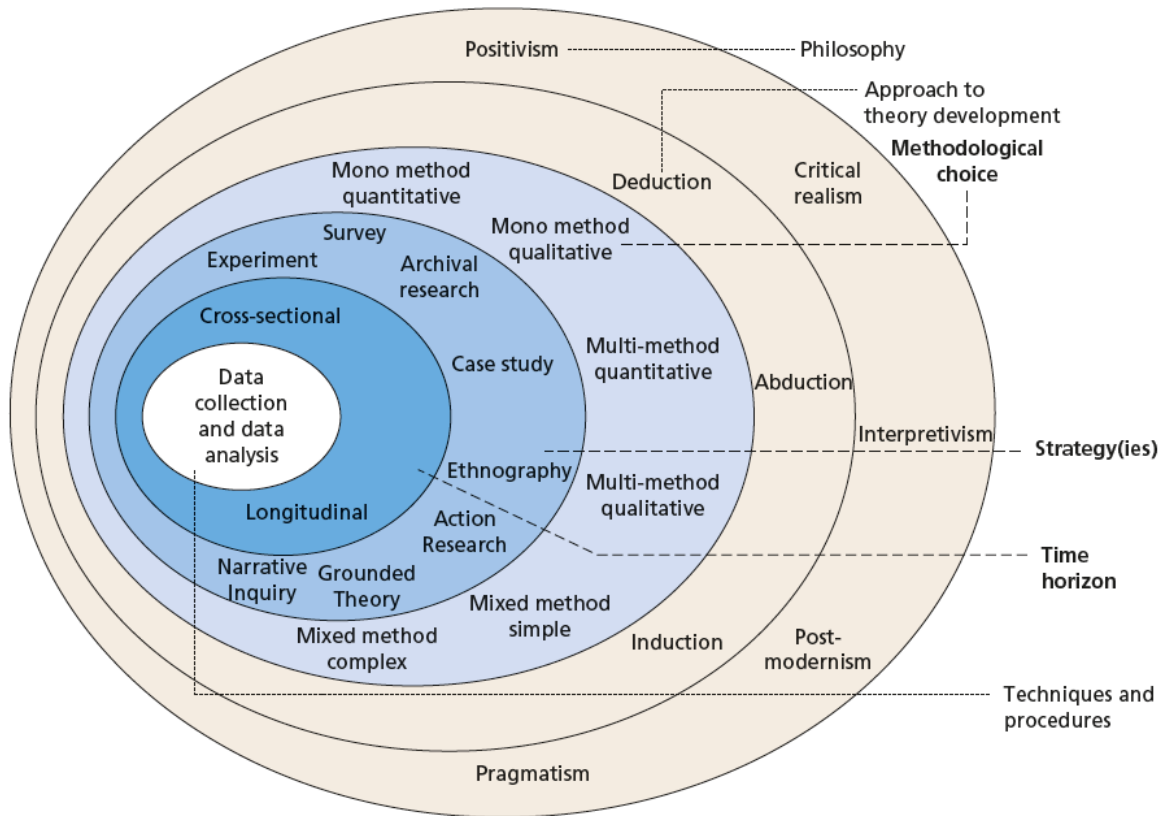 Positivism
Philosophy
Approach to
theory development
Methodological
choice
Critical
realism
Deduction
Mono method
quantitative
Mono method
qualitative
Survey
Experiment
Archival
research
Cross-sectional
Case study
Multi-method
quantitative
Data
collection
and data
analysis
Abduction
Interpretivism
Strategy(ies)
Ethnography
Multi-method
qualitative
Longitudinal
Action
Research
Time
horizon
Narrative
Inquiry
Grounded
Theory
Mixed method
simple
Mixed method
complex
Induction
Post-
modernism
Techniques and
procedures
Pragmatism